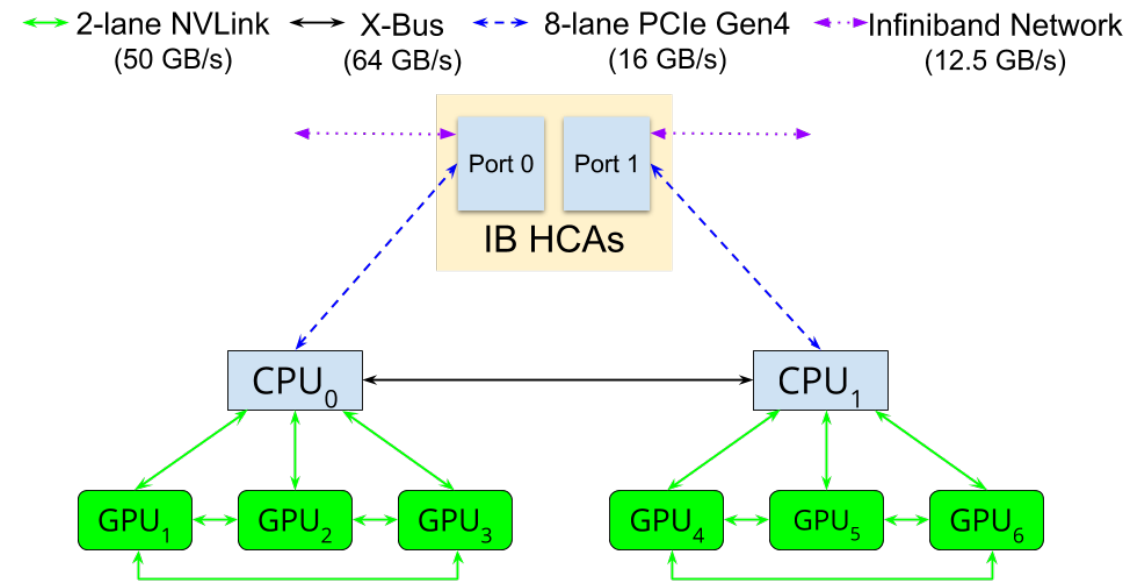 2-lane NVLink X-Bus 8-lane PCIe Gen4 Infiniband Network
(50 GB/s) (64 GB/s) (16 GB/s) (12.5 GB/s)
Port 0 Port 1
IB HCAs
CPU0 CPU1
GPU1 GPU2 GPU3 GPU4 GPU5 GPU6